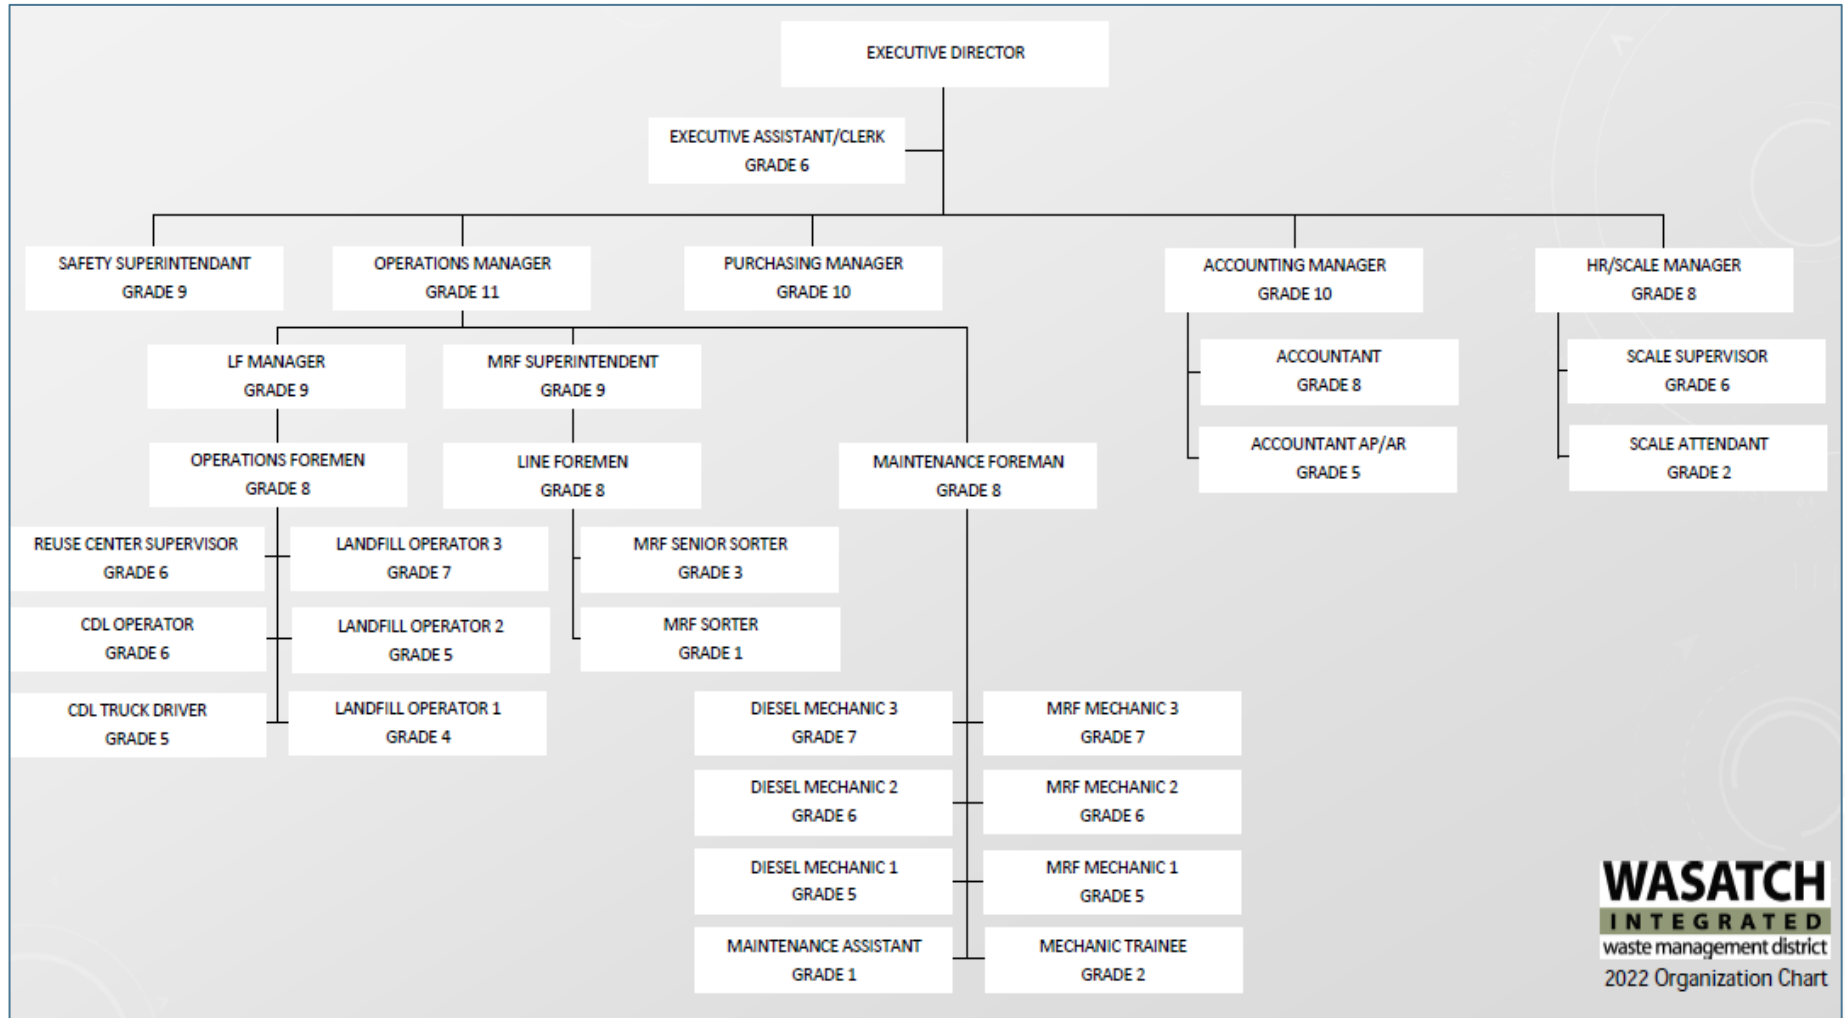 EXECUTIVE DIRECTOR
EXECUTIVE ASSISTANT/CLERK
GRADE 6
SAFETY SUPERINTENDANT
GRADE 9
OPERATIONS MANAGER
GRADE 11
PURCHASING MANAGER
GRADE 10
ACCOUNTING MANAGER
GRADE 10
HR/SCALE MANAGER
GRADE 8
LF MANAGER
GRADE 9
MRF SUPERINTENDENT
GRADE 9
ACCOUNTANT
GRADE 8
SCALE SUPERVISOR
GRADE 6
OPERATIONS FOREMEN
GRADE 8
LINE FOREMEN
GRADE 8
MAINTENANCE FOREMAN
GRADE 8
ACCOUNTANT AP/AR
GRADE 5
SCALE ATTENDANT
GRADE 2
REUSE CENTER SUPERVISOR
GRADE 6
LANDFILL OPERATOR 3
GRADE 7
MRF SENIOR SORTER
GRADE 3
CDL OPERATOR
GRADE 6
LANDFILL OPERATOR 2
GRADE 5
MRF SORTER
GRADE 1
CDL TRUCK DRIVER
GRADE 5
LANDFILL OPERATOR 1
GRADE 4
DIESEL MECHANIC 3
GRADE 7
MRF MECHANIC 3
GRADE 7
DIESEL MECHANIC 2
GRADE 6
MRF MECHANIC 2
GRADE 6
DIESEL MECHANIC 1
GRADE 5
MRF MECHANIC 1
GRADE 5
MAINTENANCE ASSISTANT
GRADE 1
MECHANIC TRAINEE
GRADE 2
WASATCH
INTEGRATED
waste management district
2022 Organization Chart